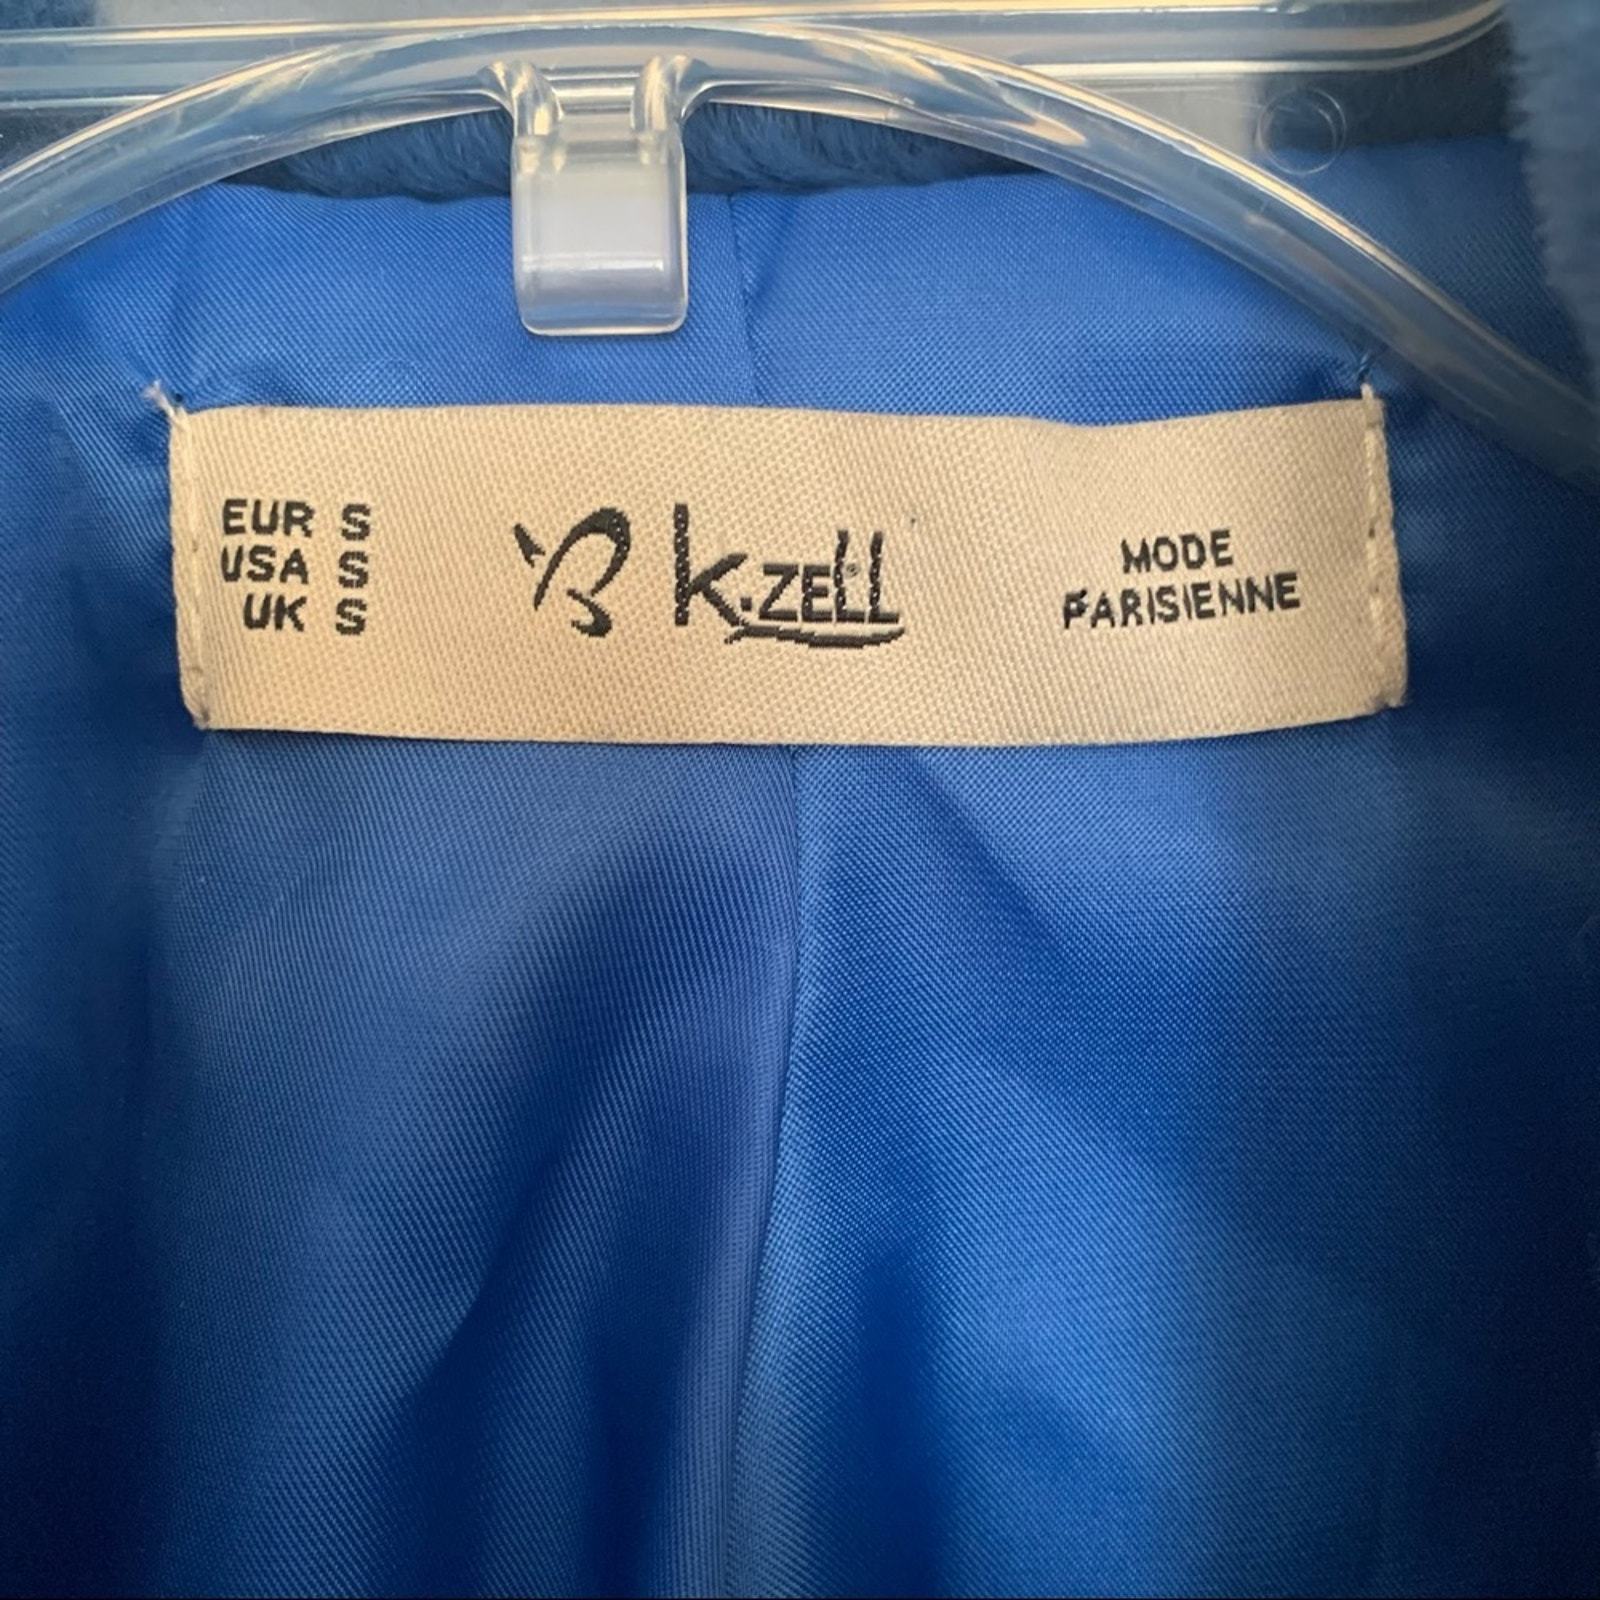 EUR S
USA S
UK S
k.zell
MODE
PARISIENNE